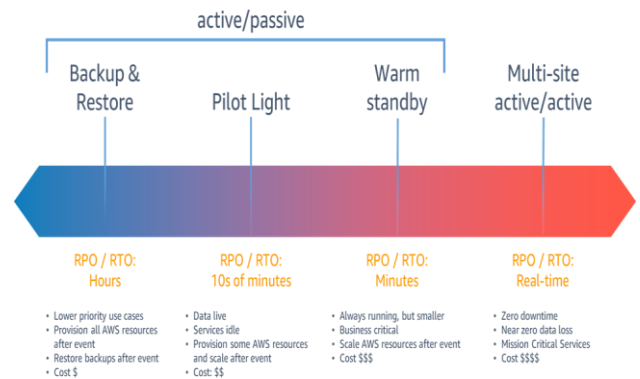 active/passive
Backup &
Restore
Pilot Light
Warm
standby
Multi-site
active/active
RPO / RTO:
Hours
RPO / RTO:
10s of minutes
RPO / RTO:
Minutes
RPO / RTO:
Real-time
• Lower priority use cases
• Provision all AWS resources
after event
• Restore backups after event
• Cost $
• Data live
• Services idle
• Provision some AWS resources
and scale after event
• Cost: $$
• Always running, but smaller
• Business critical
• Scale AWS resources after event
• Cost $$$
• Zero downtime
• Near zero data loss
• Mission Critical Services
• Cost $$$$